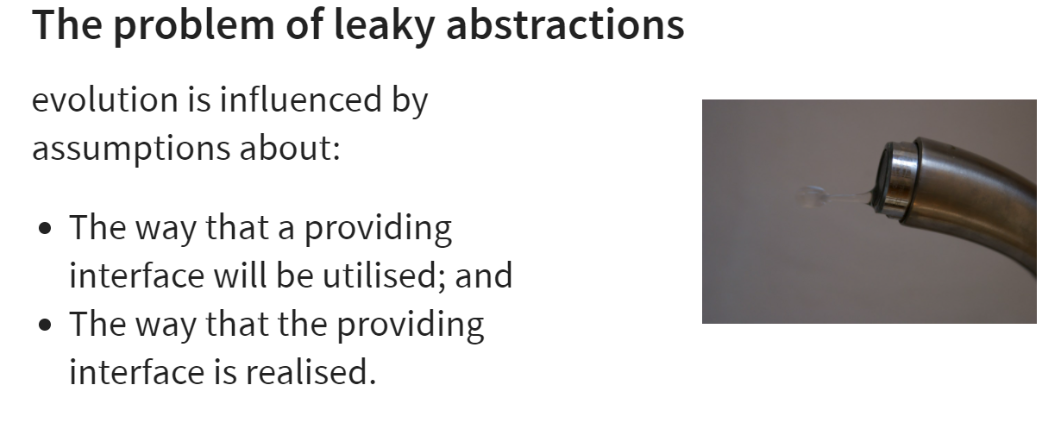 The problem of leaky abstractions
evolution is influenced by
assumptions about:
• The way that a providing
interface will be utilised; and
• The way that the providing
interface is realised.